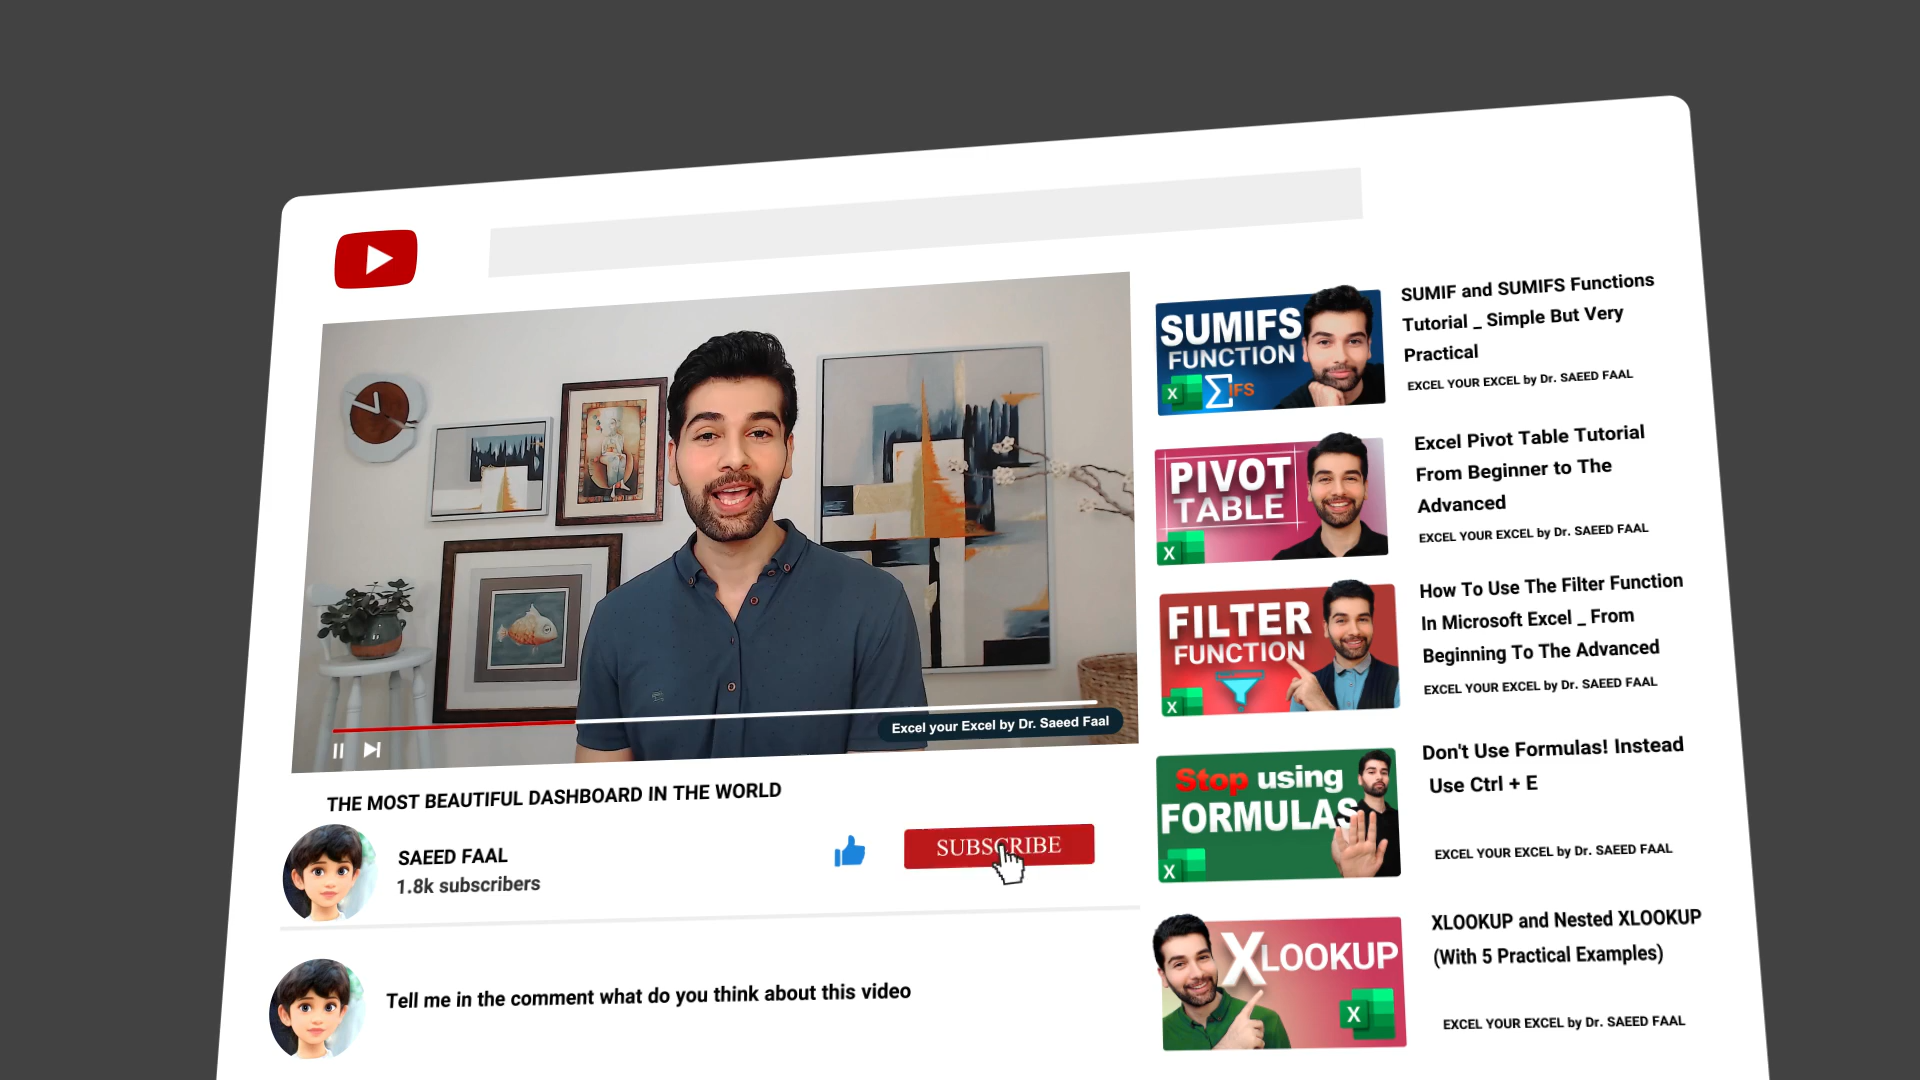 Excel your Excel by Dr. Saeed Faal
THE MOST BEAUTIFUL DASHBOARD IN THE WORLD
SAEED FAAL
1.8k subscribers
SUBSCRIBE
Tell me in the comment what do you think about this video
SUMIFS
FUNCTION
X
Σ IFS
SUMIF and SUMIFS Functions
Tutorial _ Simple But Very
Practical
EXCEL YOUR EXCEL by Dr. SAEED FAAL
PIVOT
TABLE
X
Excel Pivot Table Tutorial
From Beginner to The
Advanced
EXCEL YOUR EXCEL by Dr. SAEED FAAL
FILTER
FUNCTION
X
How To Use The Filter Function
In Microsoft Excel _ From
Beginning To The Advanced
EXCEL YOUR EXCEL by Dr. SAEED FAAL
Stop using
FORMULAS
X
Don't Use Formulas! Instead
Use Ctrl + E
EXCEL YOUR EXCEL by Dr. SAEED FAAL
XLOOKUP
X
XLOOKUP and Nested XLOOKUP
(With 5 Practical Examples)
EXCEL YOUR EXCEL by Dr. SAEED FAAL